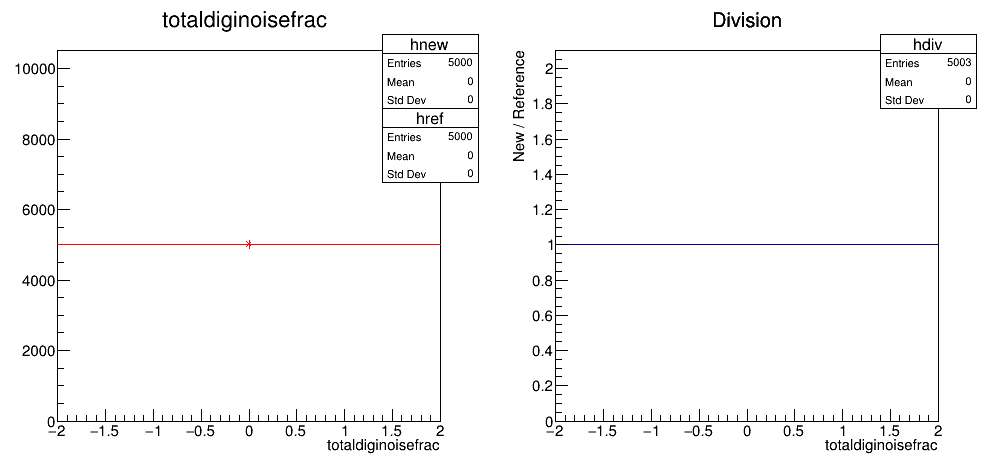 totaldiginoisefrac
hnew
Entries 5000
Mean 0
Std Dev 0
href
Entries 5000
Mean 0
Std Dev 0
10000
8000
6000
4000
2000
0
−2 −1.5 −1 −0.5 0 0.5 1 1.5 2
totaldiginoisefrac
Division
hdiv
Entries 5003
Mean 0
Std Dev 0
New / Reference
2
1.8
1.6
1.4
1.2
1
0.8
0.6
0.4
0.2
0
−2 −1.5 −1 −0.5 0 0.5 1 1.5 2
totaldiginoisefrac